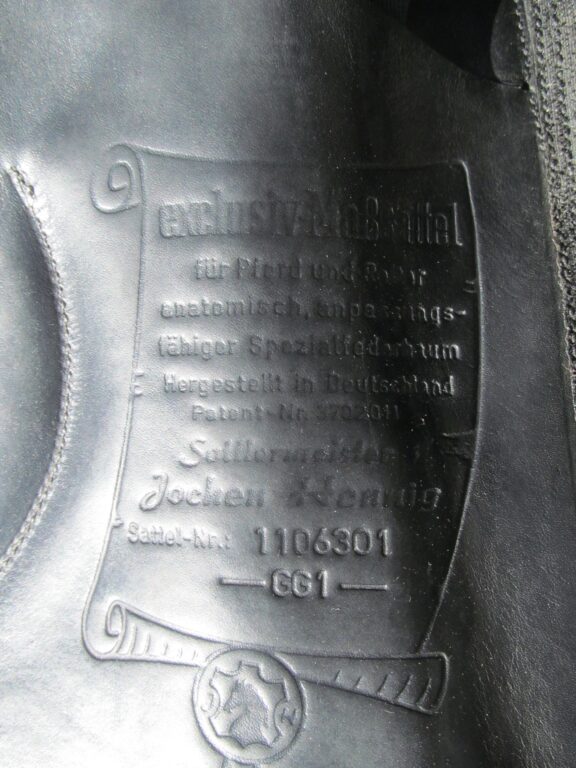 exclusiv-Maßsattel
für Pferd und Reiter
anatomisch, anpassungs-
fähiger Spezialfederbaum
Hergestellt in Deutschland
Patent-Nr. 3702011
Sattlermeister
Jochen Hennig
Sattel-Nr.: 1106301
— GG1 —
J H